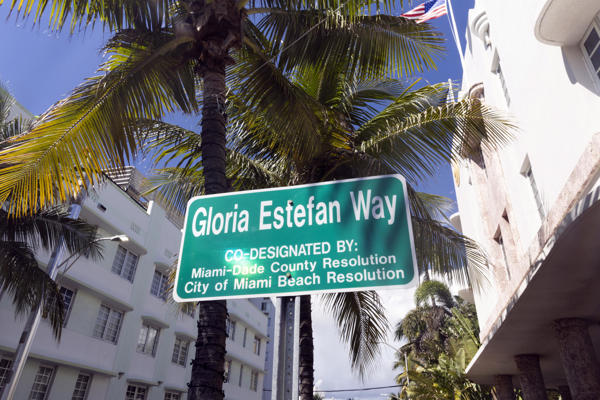 Gloria Estefan Way
CO-DESIGNATED BY:
Miami-Dade County Resolution
City of Miami Beach Resolution